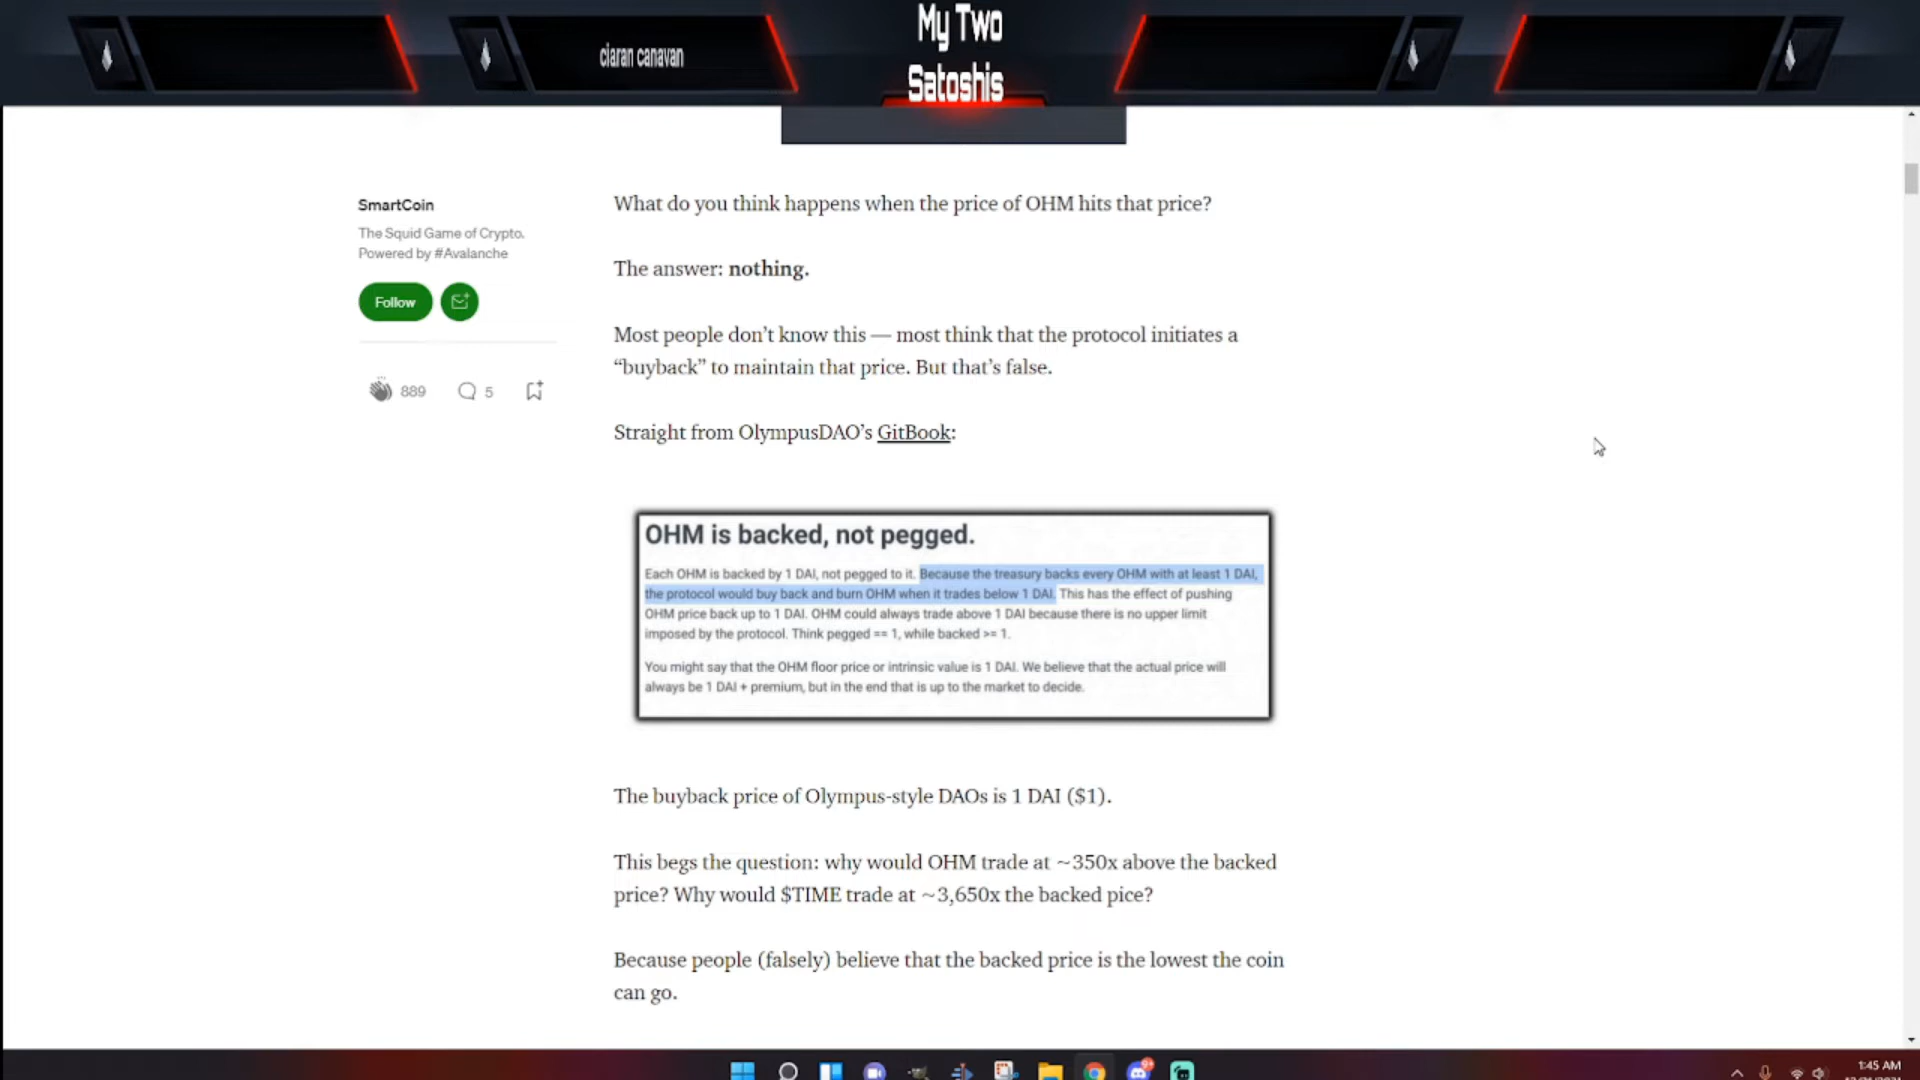 My Two
Satoshis
ciaran canavan
SmartCoin
The Squid Game of Crypto.
Powered by #Avalanche
Follow
889
5
What do you think happens when the price of OHM hits that price?
The answer: nothing.
Most people don’t know this — most think that the protocol initiates a
“buyback” to maintain that price. But that’s false.
Straight from OlympusDAO’s GitBook:
OHM is backed, not pegged.
Each OHM is backed by 1 DAI, not pegged to it. Because the treasury backs every OHM with at least 1 DAI,
the protocol would buy back and burn OHM when it trades below 1 DAI. This has the effect of pushing
OHM price back up to 1 DAI. OHM could always trade above 1 DAI because there is no upper limit
imposed by the protocol. Think pegged == 1, while backed >= 1.
You might say that the OHM floor price or intrinsic value is 1 DAI. We believe that the actual price will
always be 1 DAI + premium, but in the end that is up to the market to decide.
The buyback price of Olympus-style DAOs is 1 DAI ($1).
This begs the question: why would OHM trade at ~350x above the backed
price? Why would $TIME trade at ~3,650x the backed pice?
Because people (falsely) believe that the backed price is the lowest the coin
can go.
1:45 AM